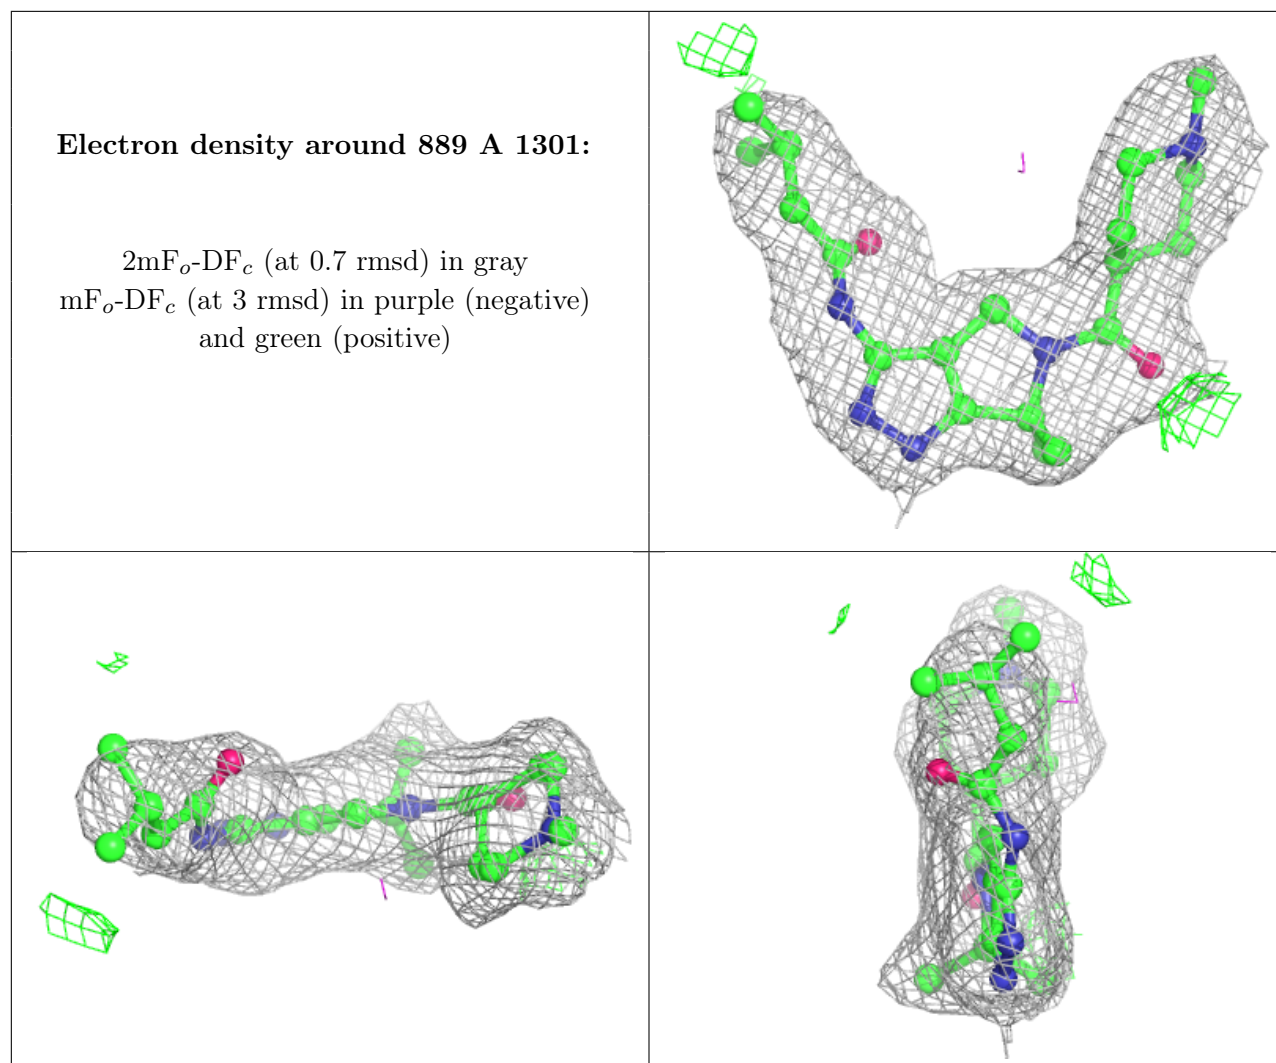 Electron density around 889 A 1301:
2mFo-DFc (at 0.7 rmsd) in gray
mFo-DFc (at 3 rmsd) in purple (negative)
and green (positive)